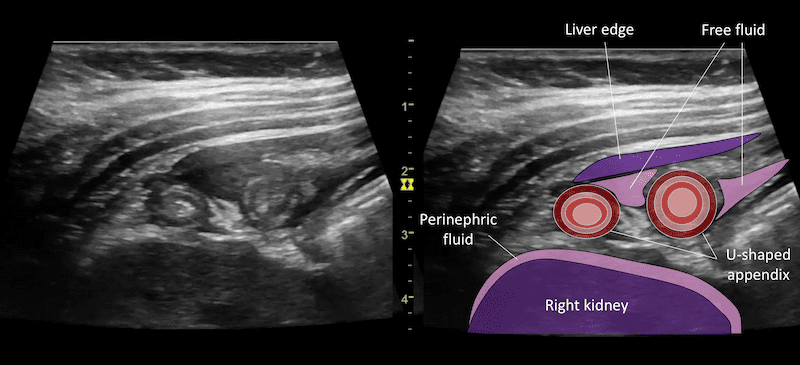 Liver edge
Free fluid
1
2
3
4
Perinephric
fluid
U-shaped
appendix
Right kidney